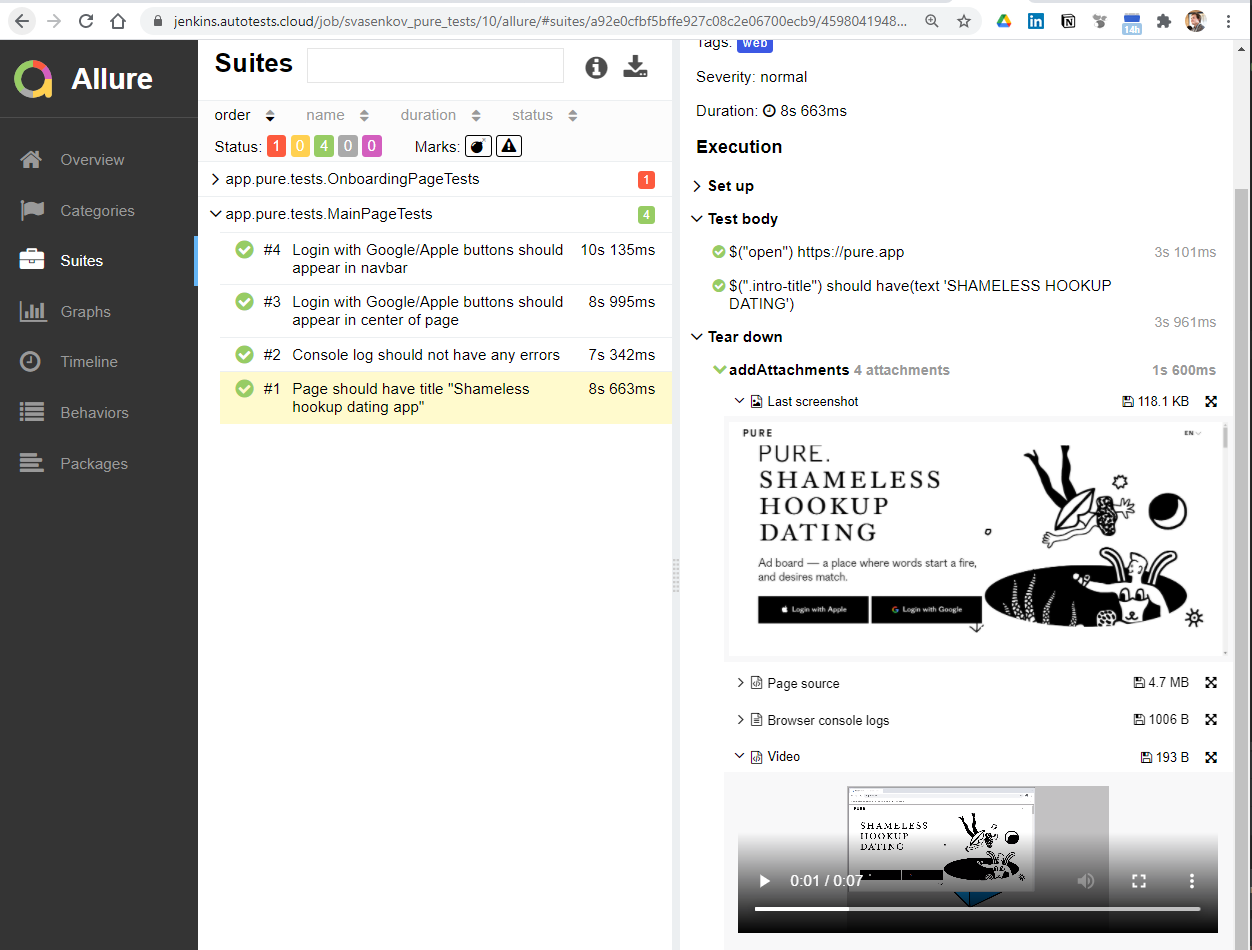 jenkins.autotests.cloud/job/svasenkov_pure_tests/10/allure/#suites/a92e0cfbf5bffe927c08c2e06700ecb9/4598041948...
14h
Allure
Overview
Categories
Suites
Graphs
Timeline
Behaviors
Packages
Suites
order name duration status
Status: 1 0 4 0 0 Marks:
app.pure.tests.OnboardingPageTests 1
app.pure.tests.MainPageTests 4
#4 Login with Google/Apple buttons should 10s 135ms
appear in navbar
#3 Login with Google/Apple buttons should 8s 995ms
appear in center of page
#2 Console log should not have any errors 7s 342ms
#1 Page should have title "Shameless 8s 663ms
hookup dating app"
Tags: web
Severity: normal
Duration: 8s 663ms
Execution
Set up
Test body
$("open") https://pure.app 3s 101ms
$(".intro-title") should have(text 'SHAMELESS HOOKUP
DATING')
3s 961ms
Tear down
addAttachments 4 attachments 1s 600ms
Last screenshot 118.1 KB
PURE EN
PURE.
SHAMELESS
HOOKUP
DATING
Ad board — a place where words start a fire,
and desires match.
Login with Apple Login with Google
Page source 4.7 MB
Browser console logs 1006 B
Video 193 B
PURE
SHAMELESS
HOOKUP
DATING
0:01 / 0:07